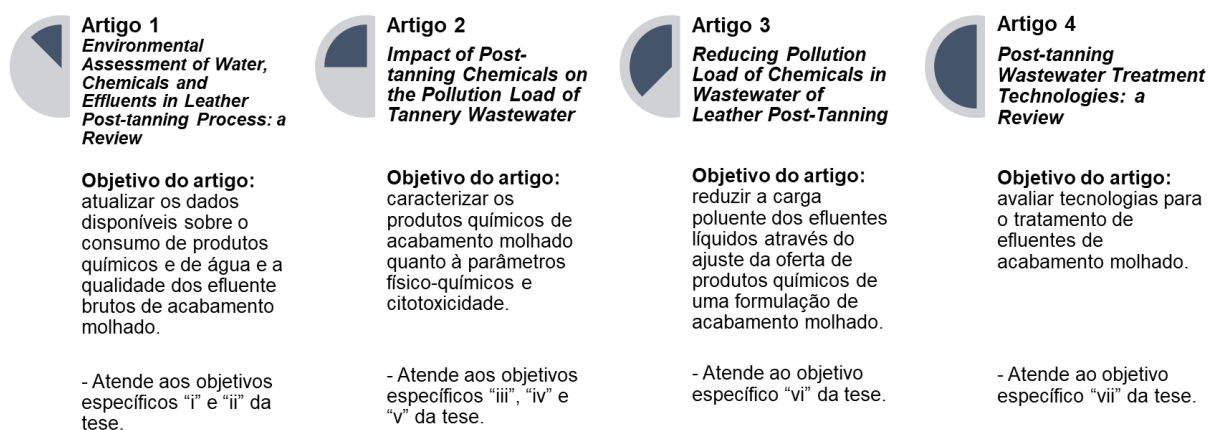 Artigo 1
Environmental
Assessment of Water,
Chemicals and
Effluents in Leather
Post-tanning Process: a
Review
Objetivo do artigo:
atualizar os dados
disponíveis sobre o
consumo de produtos
químicos e de água e a
qualidade dos efluente
brutos de acabamento
molhado.
- Atende aos objetivos
específicos “i” e “ii” da
tese.
Artigo 2
Impact of Post-
tanning Chemicals on
the Pollution Load of
Tannery Wastewater
Objetivo do artigo:
caracterizar os
produtos químicos de
acabamento molhado
quanto à parâmetros
físico-químicos e
citotoxicidade.
- Atende aos objetivos
específicos “iii”, “iv” e
“v” da tese.
Artigo 3
Reducing Pollution
Load of Chemicals in
Wastewater of
Leather Post-Tanning
Objetivo do artigo:
reduzir a carga
poluente dos efluentes
líquidos através do
ajuste da oferta de
produtos químicos de
uma formulação de
acabamento molhado.
- Atende ao objetivo
específico “vi” da tese.
Artigo 4
Post-tanning
Wastewater Treatment
Technologies: a
Review
Objetivo do artigo:
avaliar tecnologias para
o tratamento de
efluentes de
acabamento molhado.
- Atende ao objetivo
específico “vii” da tese.